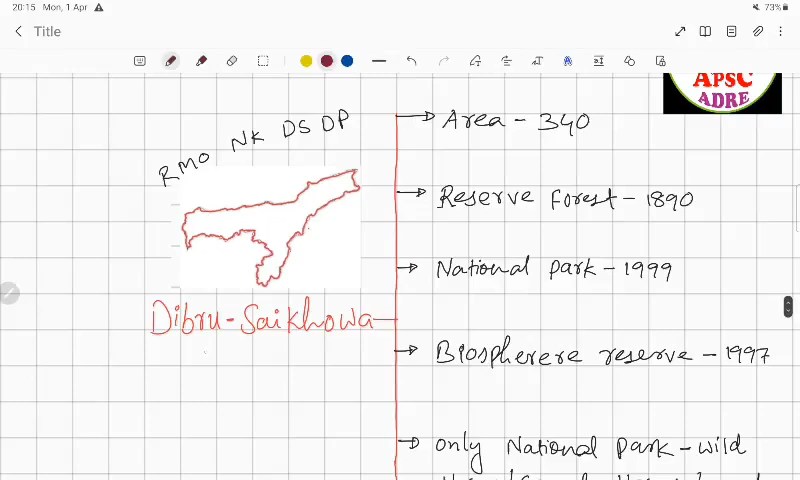 20:15 Mon, 1 Apr
73%
Title
APSC
ADRE
RMO NK DS DP
Area - 340
Reserve Forest - 1890
National park - 1999
Dibru-Saikhowa
Biospherere reserve - 1997
only National park - wild